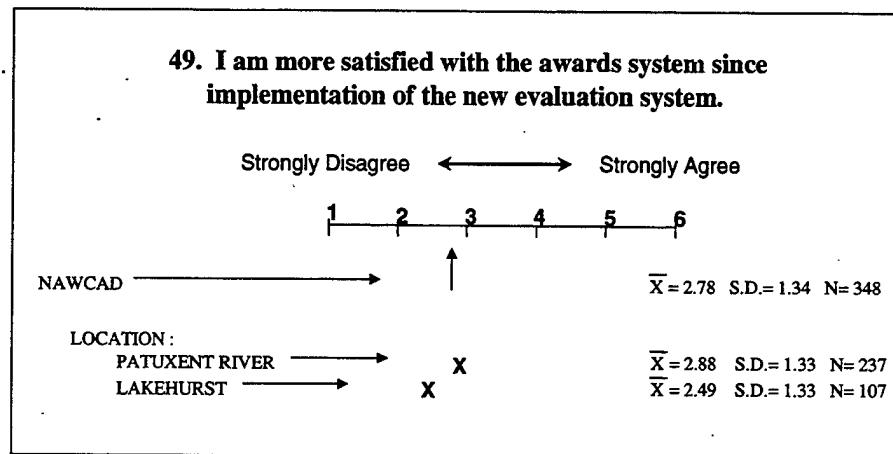 49. I am more satisfied with the awards system since
implementation of the new evaluation system.
Strongly Disagree Strongly Agree
1 2 3 4 5 6
NAWCAD X̅ = 2.78 S.D.= 1.34 N= 348
LOCATION :
PATUXENT RIVER X X̅ = 2.88 S.D.= 1.33 N= 237
LAKEHURST X X̅ = 2.49 S.D.= 1.33 N= 107